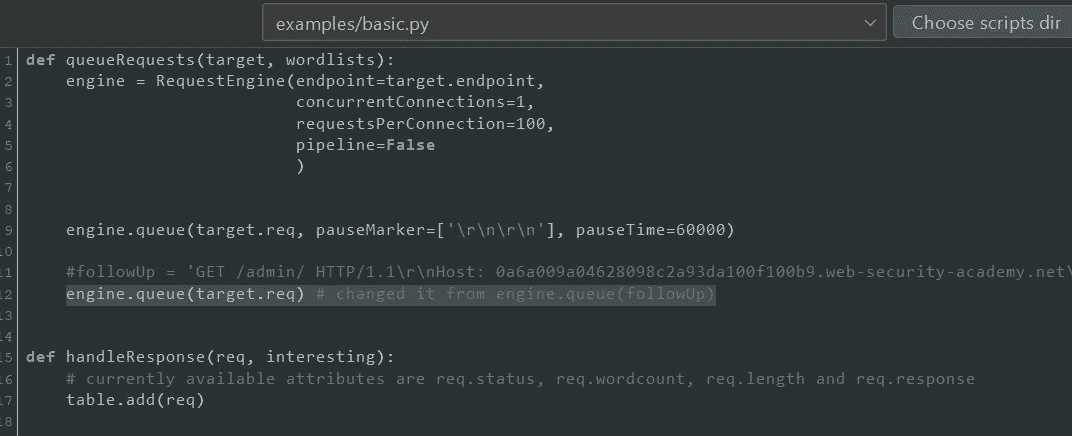 examples/basic.py Choose scripts dir
1 def queueRequests(target, wordlists):
2 engine = RequestEngine(endpoint=target.endpoint,
3 concurrentConnections=1,
4 requestsPerConnection=100,
5 pipeline=False
6 )
7
8
9 engine.queue(target.req, pauseMarker=['\r\n\r\n'], pauseTime=60000)
10
11 #followUp = 'GET /admin/ HTTP/1.1\r\nHost: 0a6a009a04628098c2a93da100f100b9.web-security-academy.net\
12 engine.queue(target.req) # changed it from engine.queue(followUp)
13
14
15 def handleResponse(req, interesting):
16 # currently available attributes are req.status, req.wordcount, req.length and req.response
17 table.add(req)
18